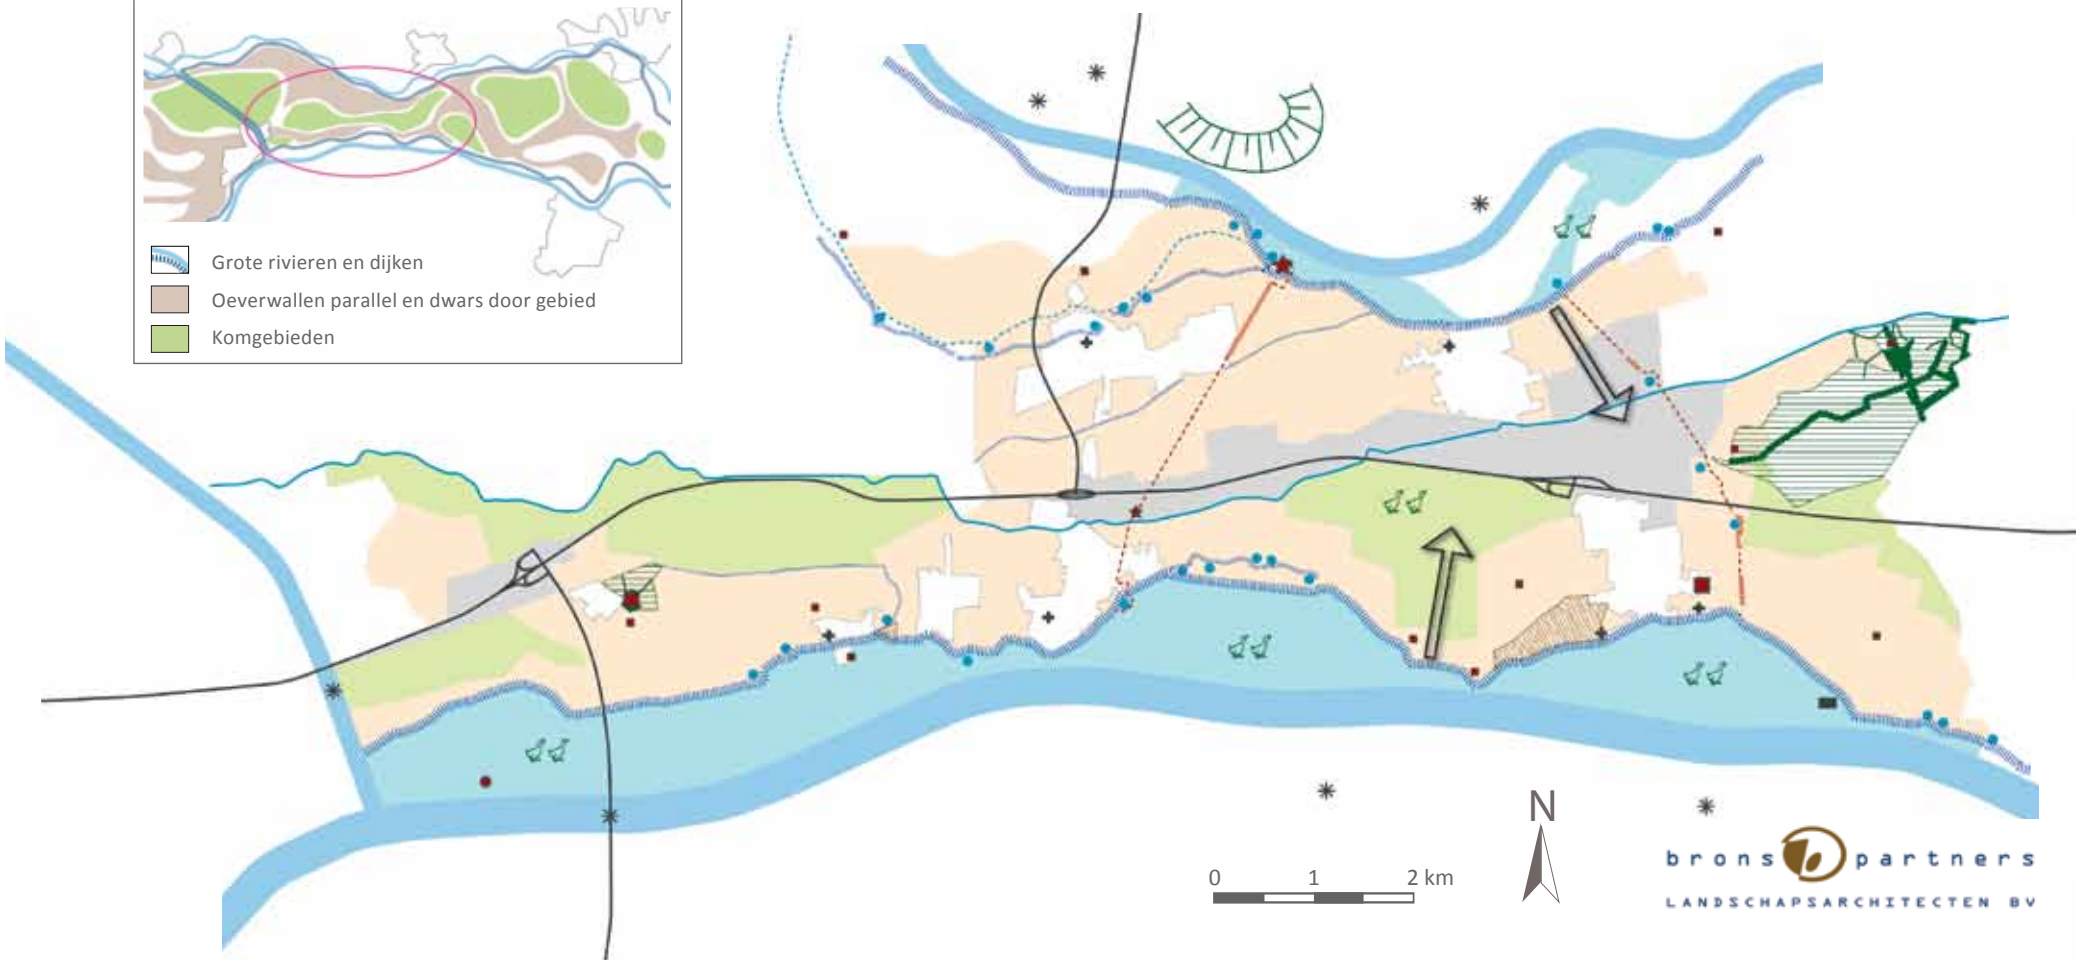 Grote rivieren en dijken
Oeverwallen parallel en dwars door gebied
Komgebieden
N
0 1 2 km
brons partners
LANDSCHAPSARCHITECTEN BV